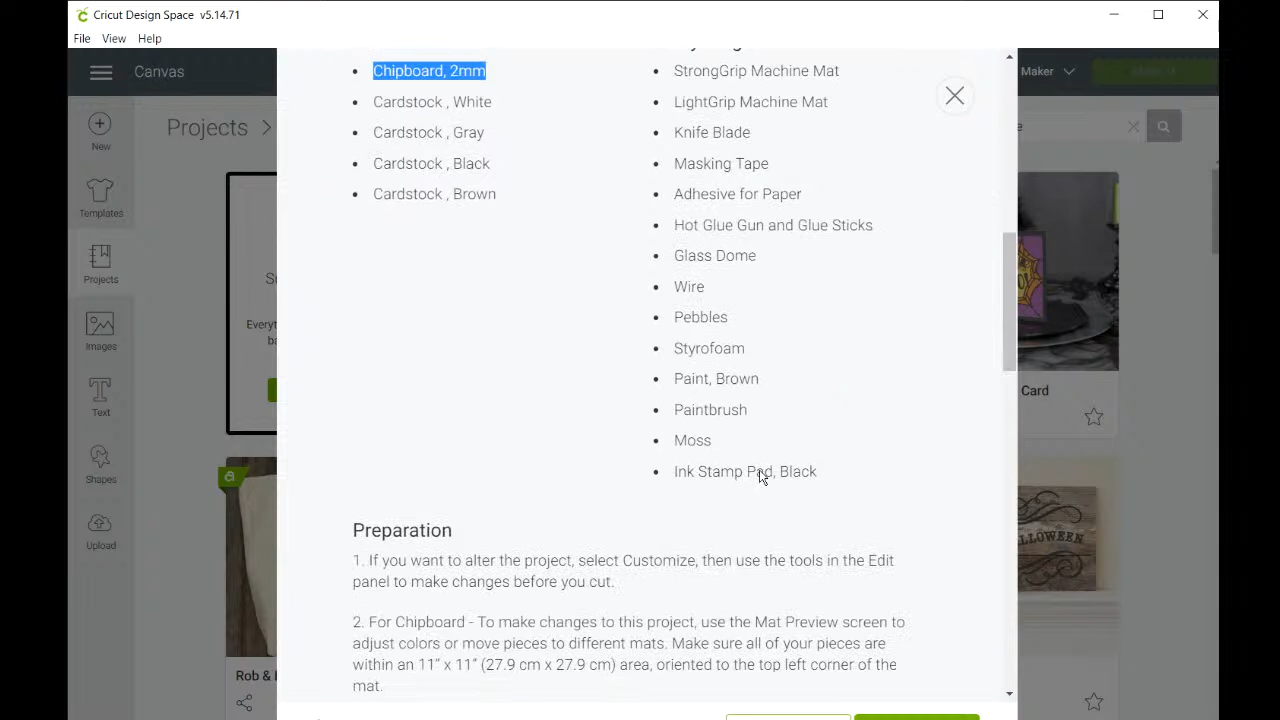 Cricut Design Space v5.14.71
File View Help
Canvas
Maker
New
Templates
Projects
Images
Text
Shapes
Upload
Projects >
Chipboard, 2mm
Cardstock , White
Cardstock , Gray
Cardstock , Black
Cardstock , Brown
StrongGrip Machine Mat
LightGrip Machine Mat
Knife Blade
Masking Tape
Adhesive for Paper
Hot Glue Gun and Glue Sticks
Glass Dome
Wire
Pebbles
Styrofoam
Paint, Brown
Paintbrush
Moss
Ink Stamp Pad, Black
Preparation
1. If you want to alter the project, select Customize, then use the tools in the Edit
panel to make changes before you cut.
2. For Chipboard - To make changes to this project, use the Mat Preview screen to
adjust colors or move pieces to different mats. Make sure all of your pieces are
within an 11” x 11” (27.9 cm x 27.9 cm) area, oriented to the top left corner of the
mat.
Card
Rob &